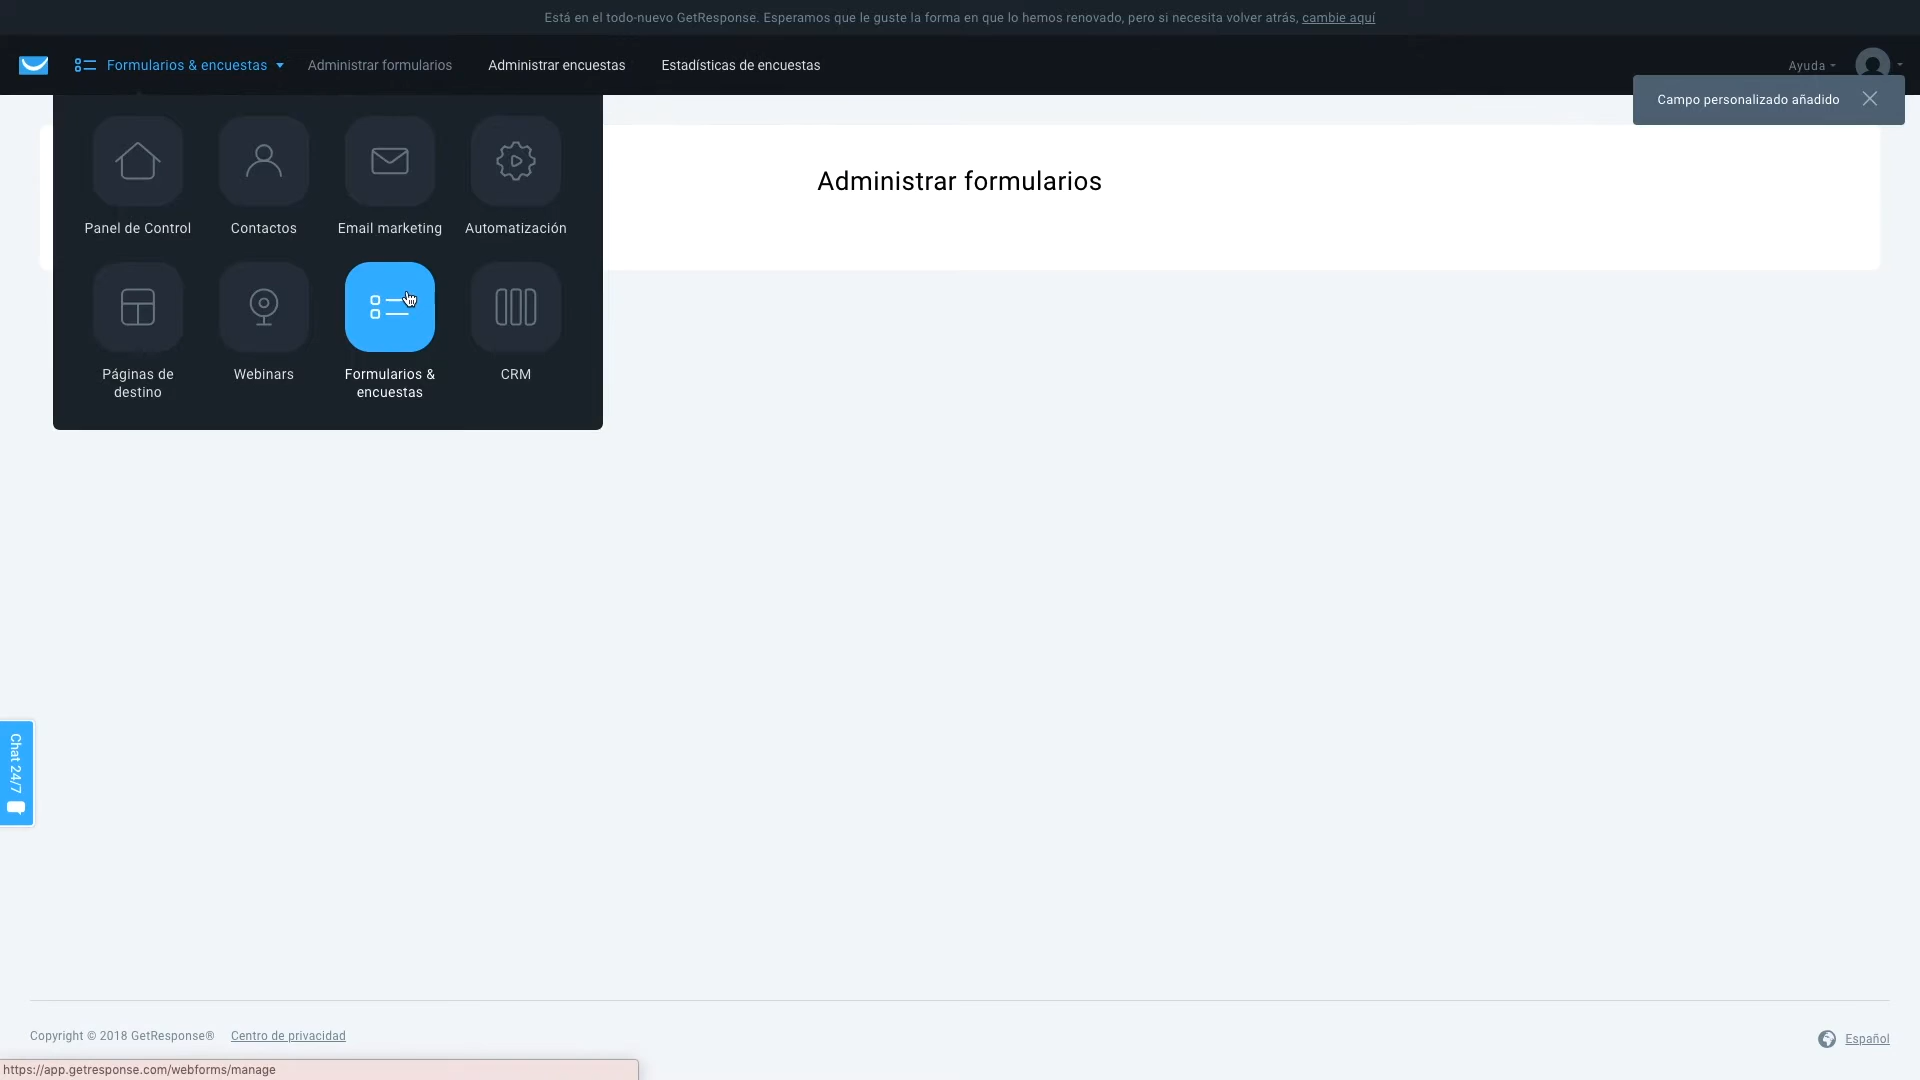 Está en el todo-nuevo GetResponse. Esperamos que le guste la forma en que lo hemos renovado, pero si necesita volver atrás, cambie aquí
Formularios & encuestas
Administrar formularios
Administrar encuestas
Estadísticas de encuestas
Ayuda
Campo personalizado añadido
Administrar formularios
Panel de Control
Contactos
Email marketing
Automatización
Páginas de
destino
Webinars
Formularios &
encuestas
CRM
Chat 24/7
Copyright © 2018 GetResponse®
Centro de privacidad
Español
https://app.getresponse.com/webforms/manage